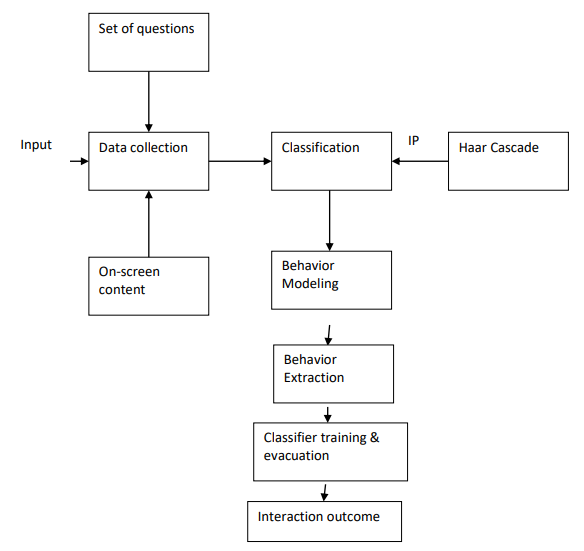 Set of questions
Input
Data collection
Classification
IP
Haar Cascade
On-screen
content
Behavior
Modeling
Behavior
Extraction
Classifier training &
evacuation
Interaction outcome